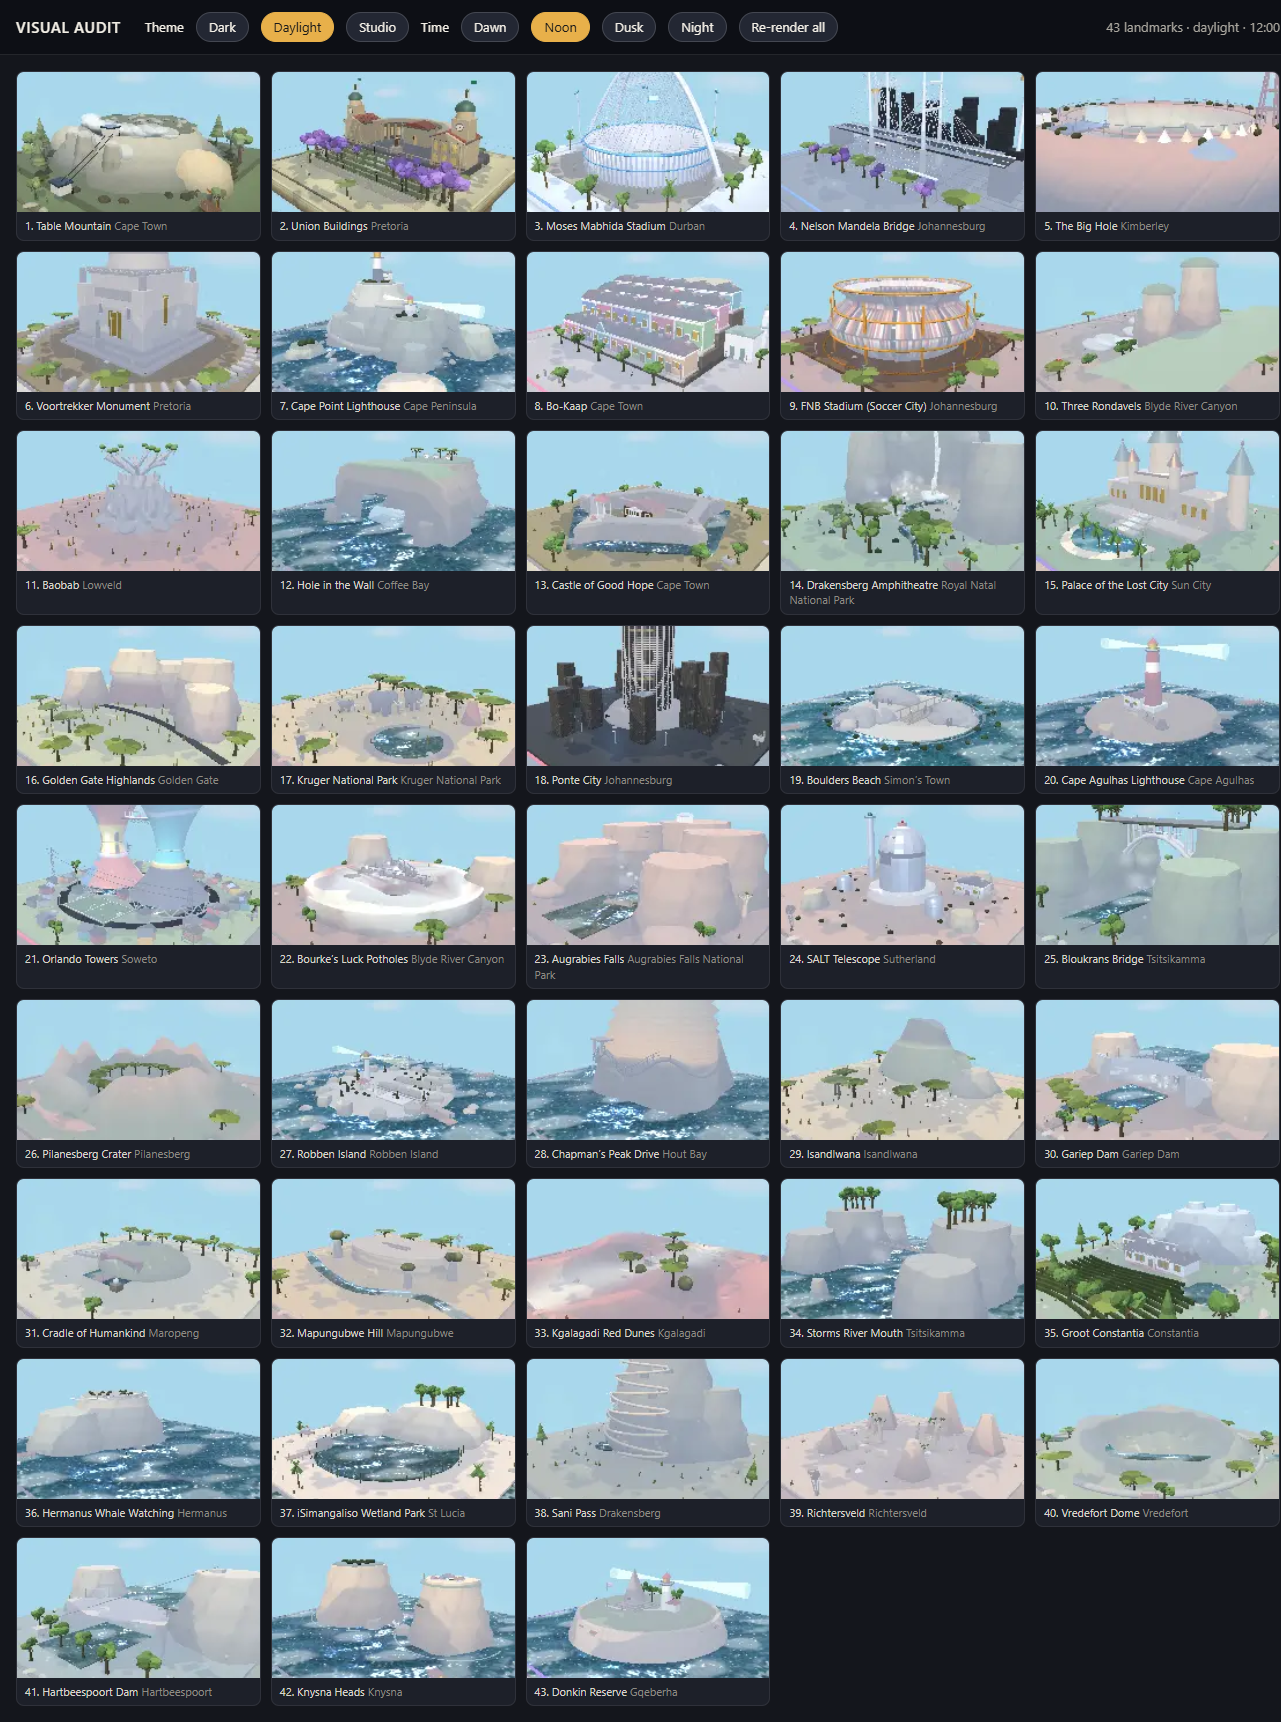 VISUAL AUDIT Theme Dark Daylight Studio Time Dawn Noon Dusk Night Re-render all 43 landmarks · daylight · 12:00
1. Table Mountain Cape Town
2. Union Buildings Pretoria
3. Moses Mabhida Stadium Durban
4. Nelson Mandela Bridge Johannesburg
5. The Big Hole Kimberley
6. Voortrekker Monument Pretoria
7. Cape Point Lighthouse Cape Peninsula
8. Bo-Kaap Cape Town
9. FNB Stadium (Soccer City) Johannesburg
10. Three Rondavels Blyde River Canyon
11. Baobab Lowveld
12. Hole in the Wall Coffee Bay
13. Castle of Good Hope Cape Town
14. Drakensberg Amphitheatre Royal Natal
National Park
15. Palace of the Lost City Sun City
16. Golden Gate Highlands Golden Gate
17. Kruger National Park Kruger National Park
18. Ponte City Johannesburg
19. Boulders Beach Simon's Town
20. Cape Agulhas Lighthouse Cape Agulhas
21. Orlando Towers Soweto
22. Bourke's Luck Potholes Blyde River Canyon
23. Augrabies Falls Augrabies Falls National
Park
24. SALT Telescope Sutherland
25. Bloukrans Bridge Tsitsikamma
26. Pilanesberg Crater Pilanesberg
27. Robben Island Robben Island
28. Chapman's Peak Drive Hout Bay
29. Isandlwana Isandlwana
30. Gariep Dam Gariep Dam
31. Cradle of Humankind Maropeng
32. Mapungubwe Hill Mapungubwe
33. Kgalagadi Red Dunes Kgalagadi
34. Storms River Mouth Tsitsikamma
35. Groot Constantia Constantia
36. Hermanus Whale Watching Hermanus
37. iSimangaliso Wetland Park St Lucia
38. Sani Pass Drakensberg
39. Richtersveld Richtersveld
40. Vredefort Dome Vredefort
41. Hartbeespoort Dam Hartbeespoort
42. Knysna Heads Knysna
43. Donkin Reserve Gqeberha